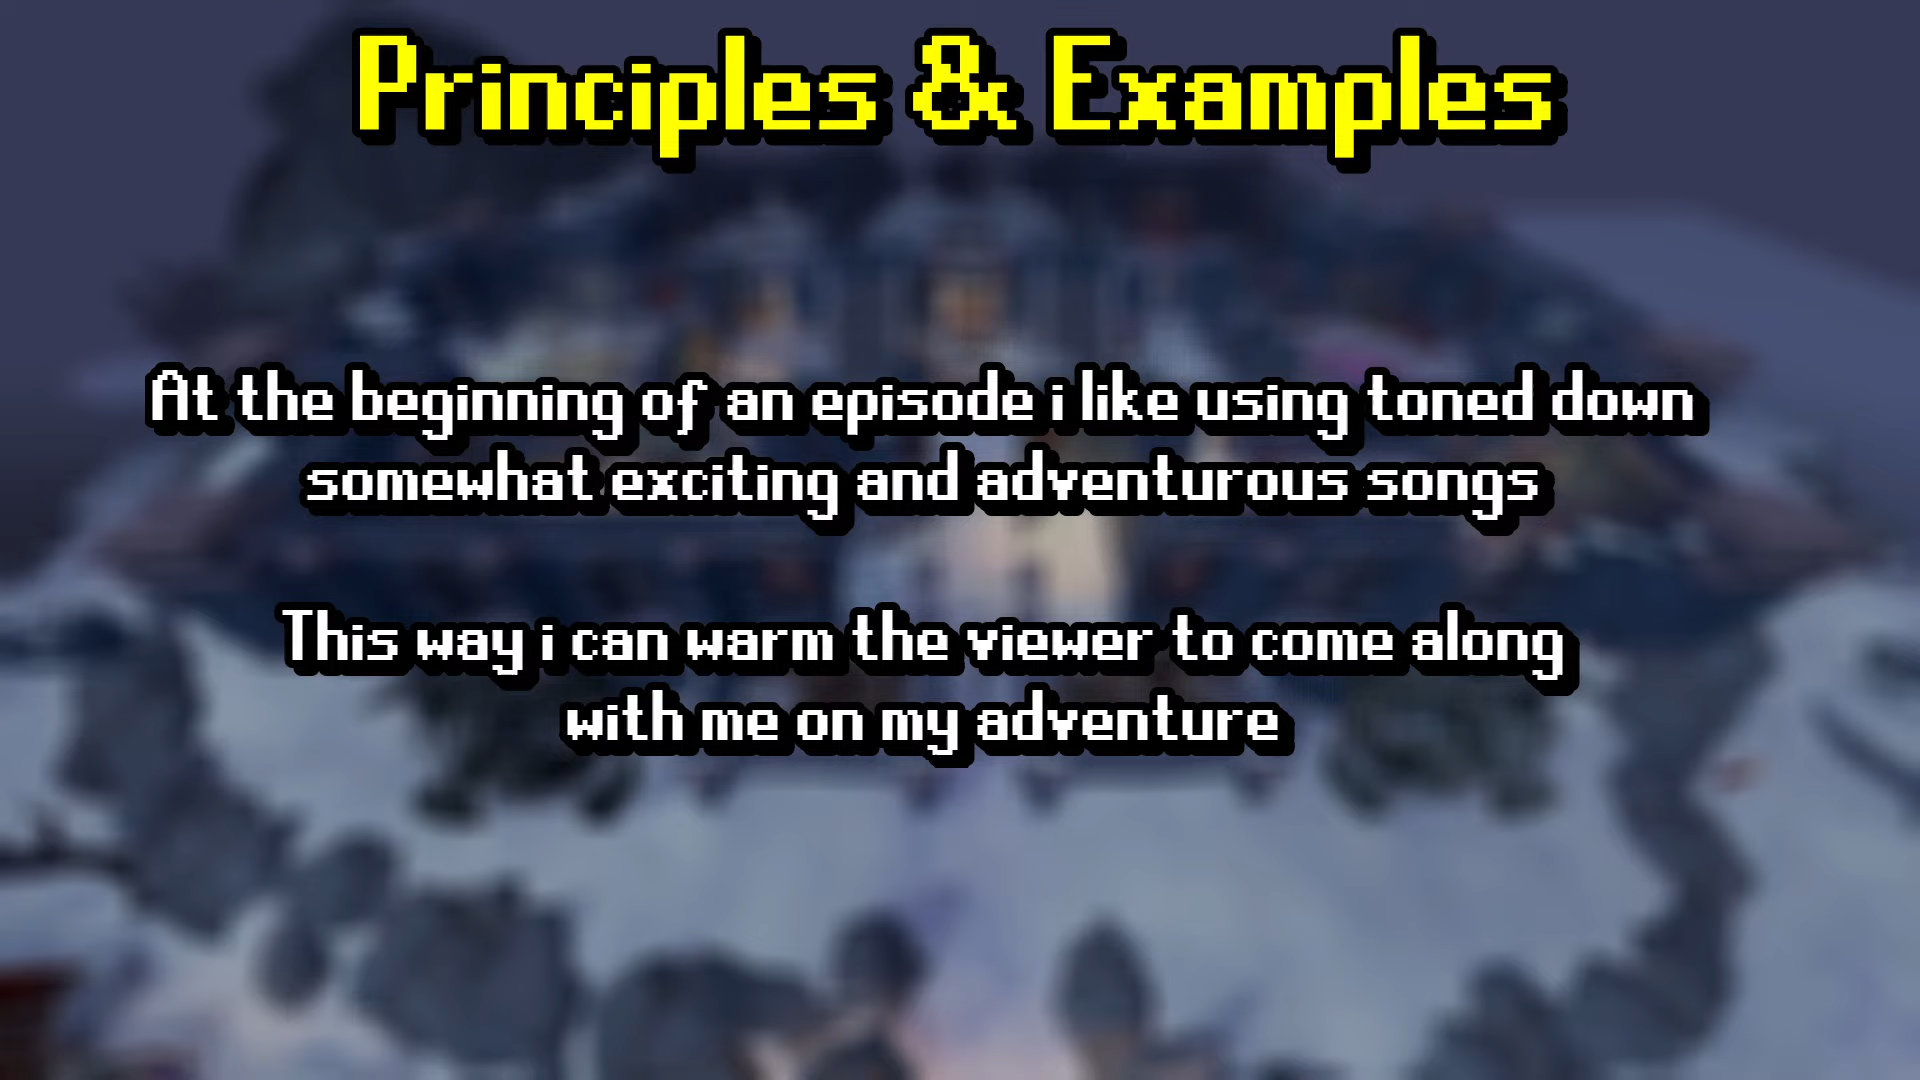 Principles & Examples
At the beginning of an episode i like using toned down
somewhat exciting and adventurous songs
This way i can warm the viewer to come along
with me on my adventure